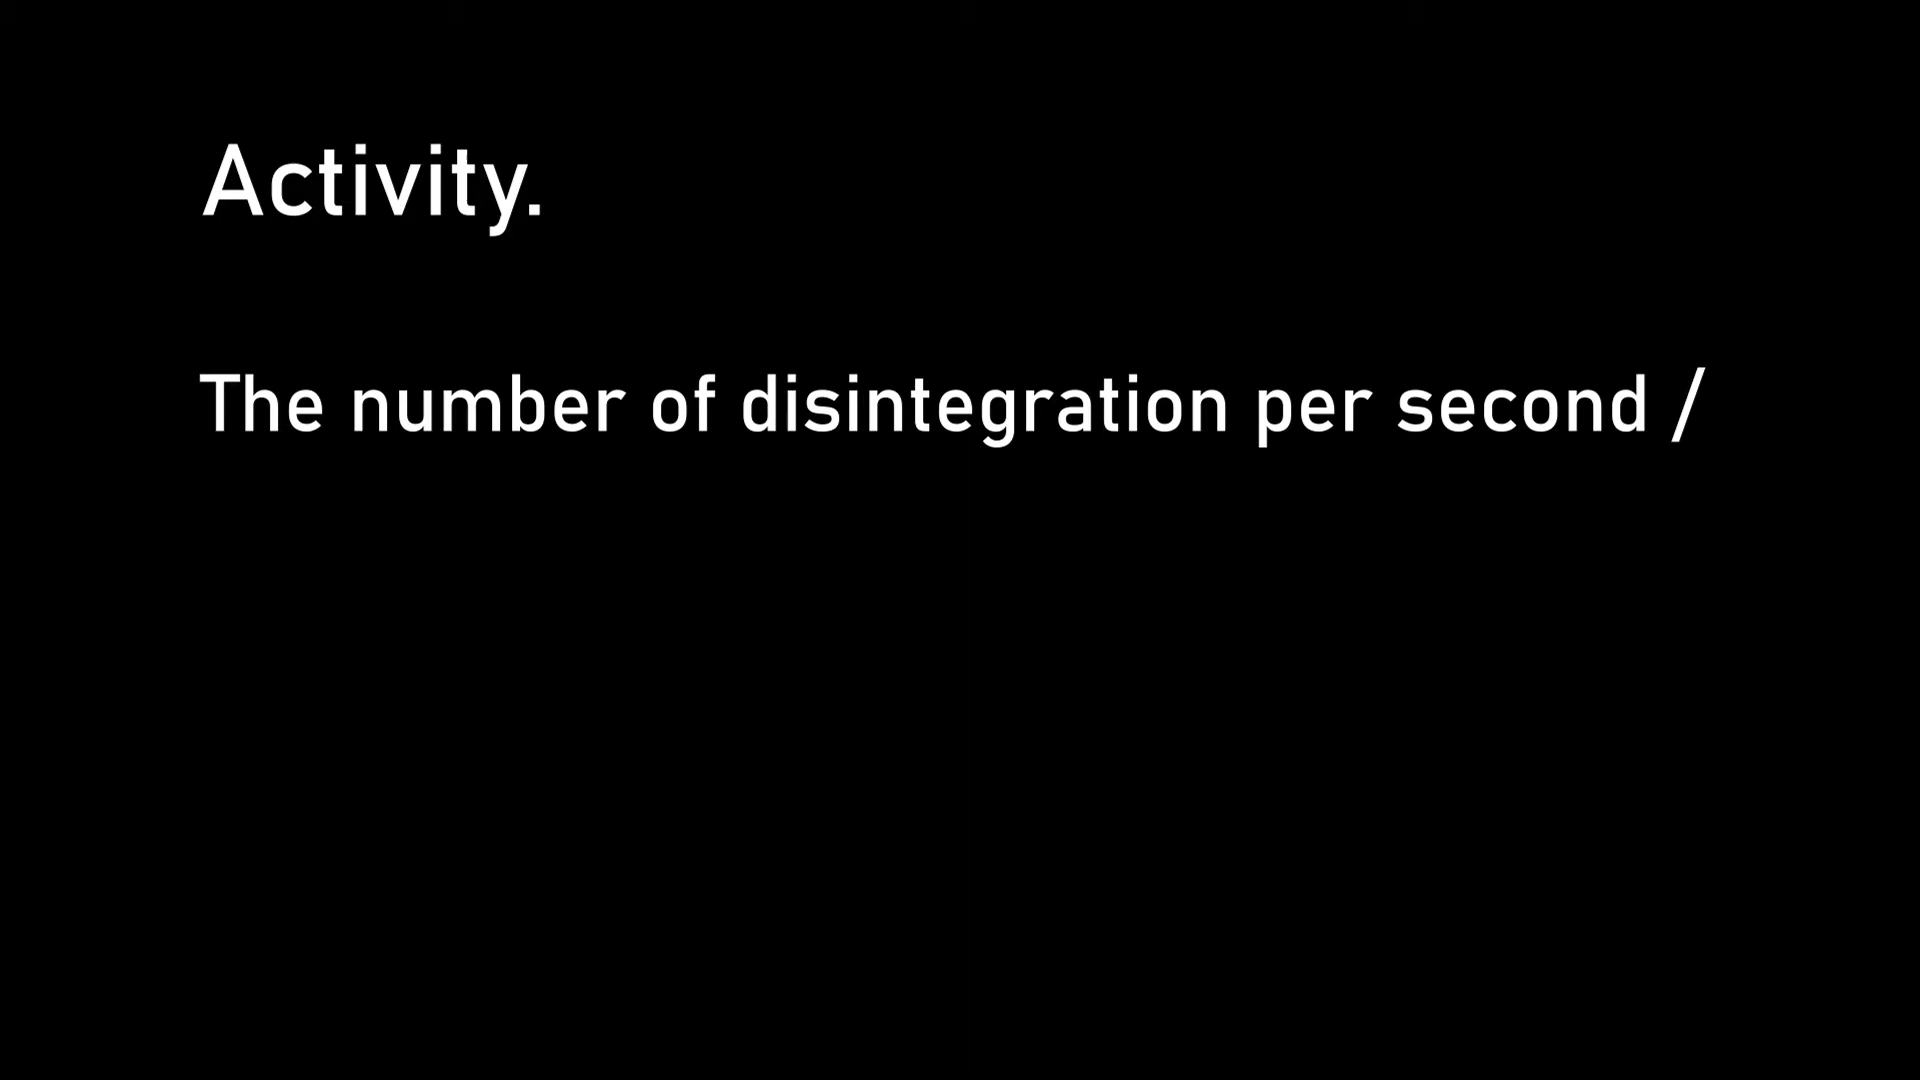 Activity.
The number of disintegration per second /